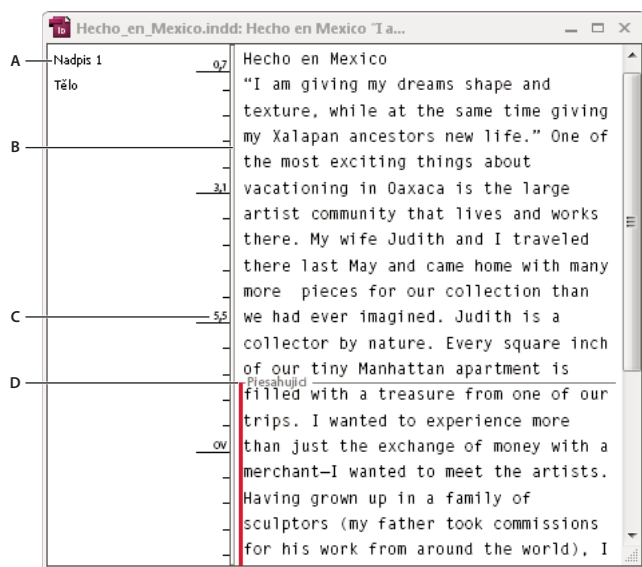 Hecho_en_Mexico.indd: Hecho en Mexico "I a...
A
Nadpis 1
Tělo
B
C
D
0,7
3,1
5,5
OV
Hecho en Mexico
“I am giving my dreams shape and
texture, while at the same time giving
my Xalapan ancestors new life.” One of
the most exciting things about
vacationing in Oaxaca is the large
artist community that lives and works
there. My wife Judith and I traveled
there last May and came home with many
more  pieces for our collection than
we had ever imagined. Judith is a
collector by nature. Every square inch
of our tiny Manhattan apartment is
Přesahující
filled with a treasure from one of our
trips. I wanted to experience more
than just the exchange of money with a
merchant—I wanted to meet the artists.
Having grown up in a family of
sculptors (my father took commissions
for his work from around the world), I